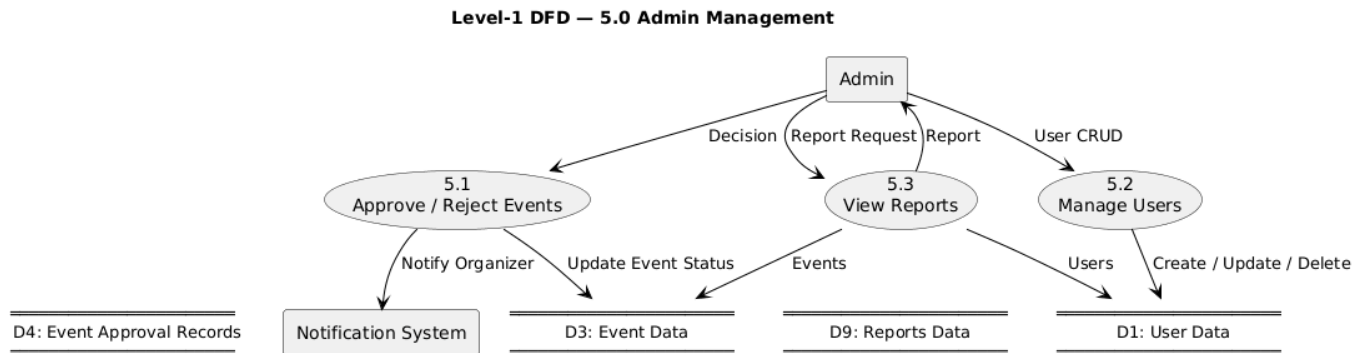 Level-1 DFD — 5.0 Admin Management
Admin
Decision
Report Request
Report
User CRUD
5.1
Approve / Reject Events
5.3
View Reports
5.2
Manage Users
Notify Organizer
Update Event Status
Events
Users
Create / Update / Delete
D4: Event Approval Records
Notification System
D3: Event Data
D9: Reports Data
D1: User Data